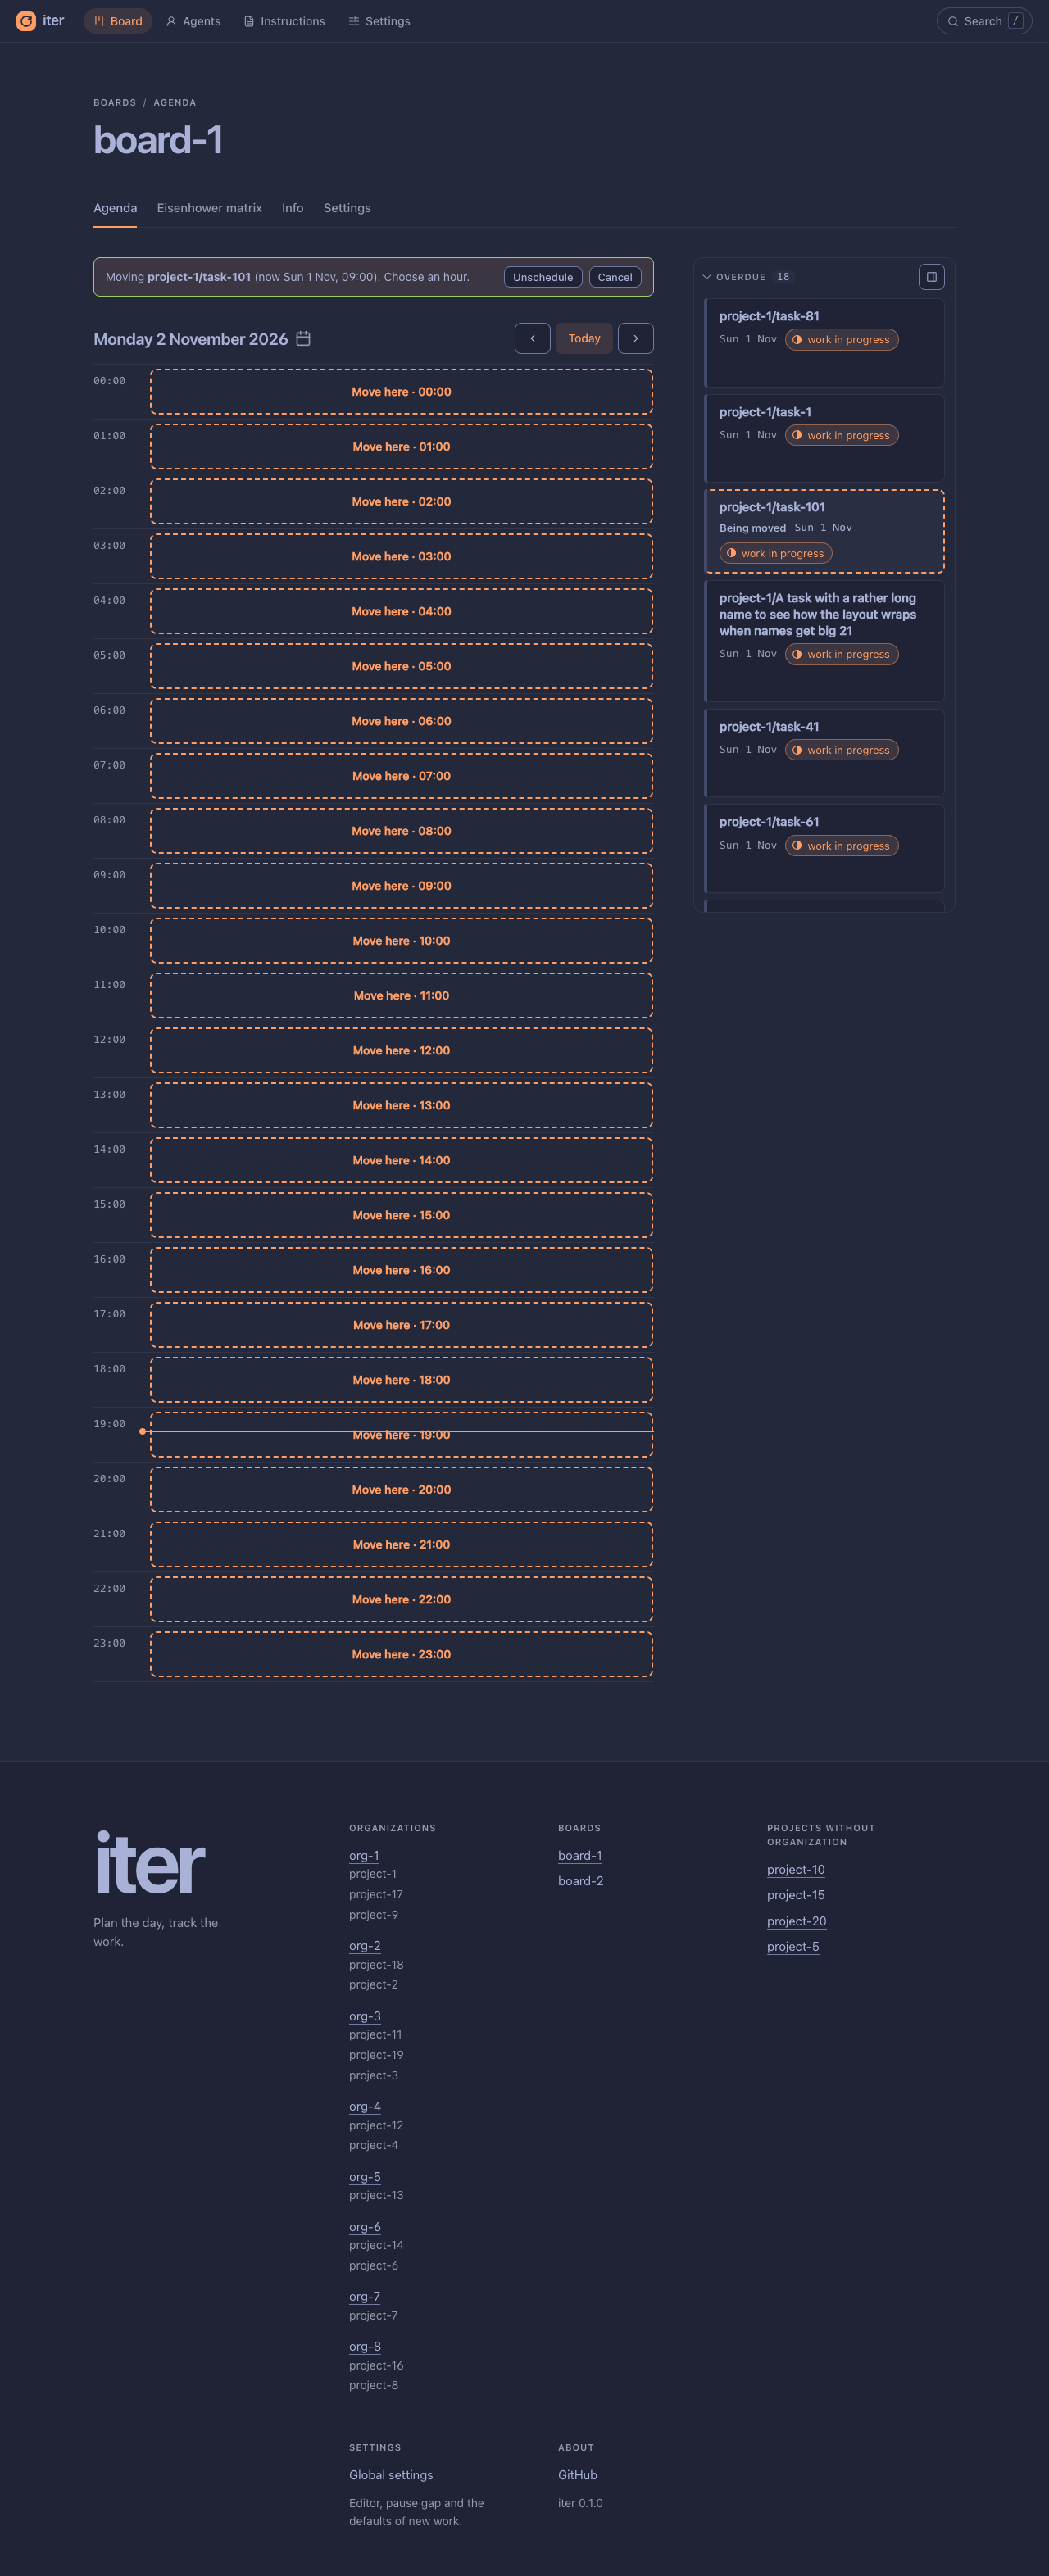 iter Board Agents Instructions Settings Search /
BOARDS / AGENDA
board-1
Agenda Eisenhower matrix Info Settings
Moving project-1/task-101 (now Sun 1 Nov, 09:00). Choose an hour. Unschedule Cancel
Monday 2 November 2026 Today
00:00 Move here · 00:00
01:00 Move here · 01:00
02:00 Move here · 02:00
03:00 Move here · 03:00
04:00 Move here · 04:00
05:00 Move here · 05:00
06:00 Move here · 06:00
07:00 Move here · 07:00
08:00 Move here · 08:00
09:00 Move here · 09:00
10:00 Move here · 10:00
11:00 Move here · 11:00
12:00 Move here · 12:00
13:00 Move here · 13:00
14:00 Move here · 14:00
15:00 Move here · 15:00
16:00 Move here · 16:00
17:00 Move here · 17:00
18:00 Move here · 18:00
19:00 Move here · 19:00
20:00 Move here · 20:00
21:00 Move here · 21:00
22:00 Move here · 22:00
23:00 Move here · 23:00
OVERDUE 18
project-1/task-81
Sun 1 Nov work in progress
project-1/task-1
Sun 1 Nov work in progress
project-1/task-101
Being moved Sun 1 Nov
work in progress
project-1/A task with a rather long
name to see how the layout wraps
when names get big 21
Sun 1 Nov work in progress
project-1/task-41
Sun 1 Nov work in progress
project-1/task-61
Sun 1 Nov work in progress
iter
Plan the day, track the
work.
ORGANIZATIONS
org-1
project-1
project-17
project-9
org-2
project-18
project-2
org-3
project-11
project-19
project-3
org-4
project-12
project-4
org-5
project-13
org-6
project-14
project-6
org-7
project-7
org-8
project-16
project-8
BOARDS
board-1
board-2
PROJECTS WITHOUT
ORGANIZATION
project-10
project-15
project-20
project-5
SETTINGS
Global settings
Editor, pause gap and the
defaults of new work.
ABOUT
GitHub
iter 0.1.0